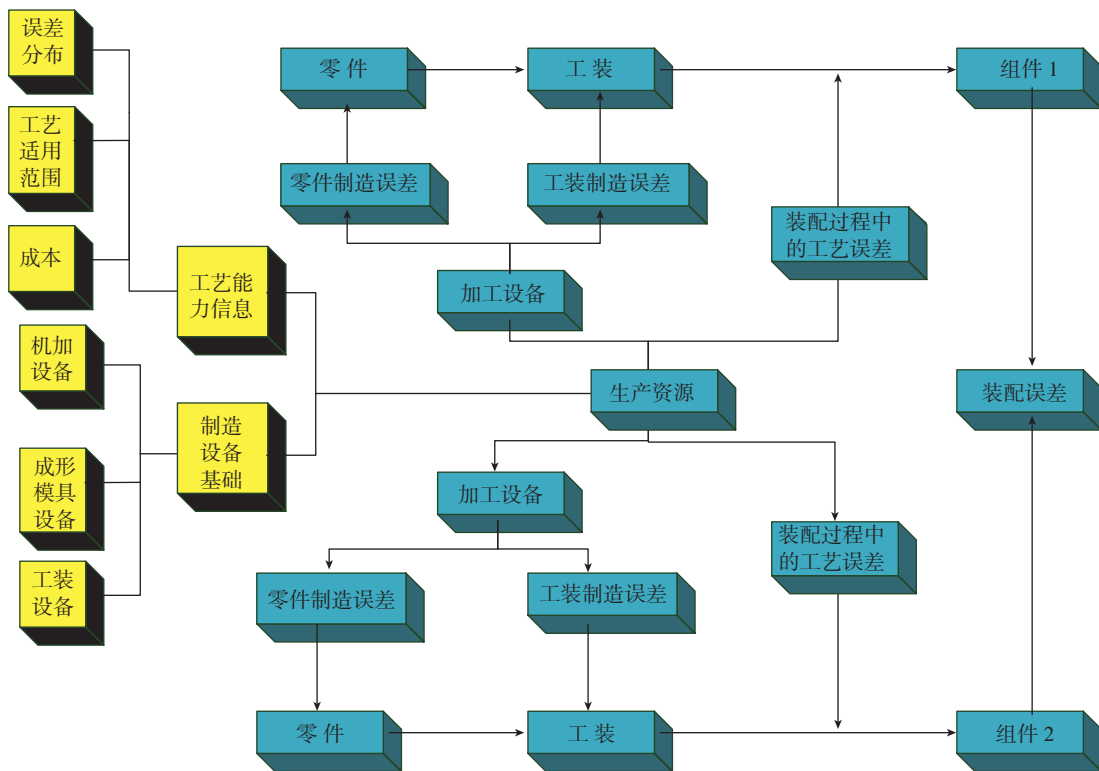 误差
分布
工艺
适用
范围
成本
机加
设备
成形
模具
设备
工装
设备
工艺能
力信息
制造
设备
基础
零 件
工 装
组件 1
零件制造误差
工装制造误差
装配过程中
的工艺误差
加工设备
生产资源
装配误差
加工设备
装配过程中
的工艺误差
零件制造误差
工装制造误差
零 件
工 装
组件 2